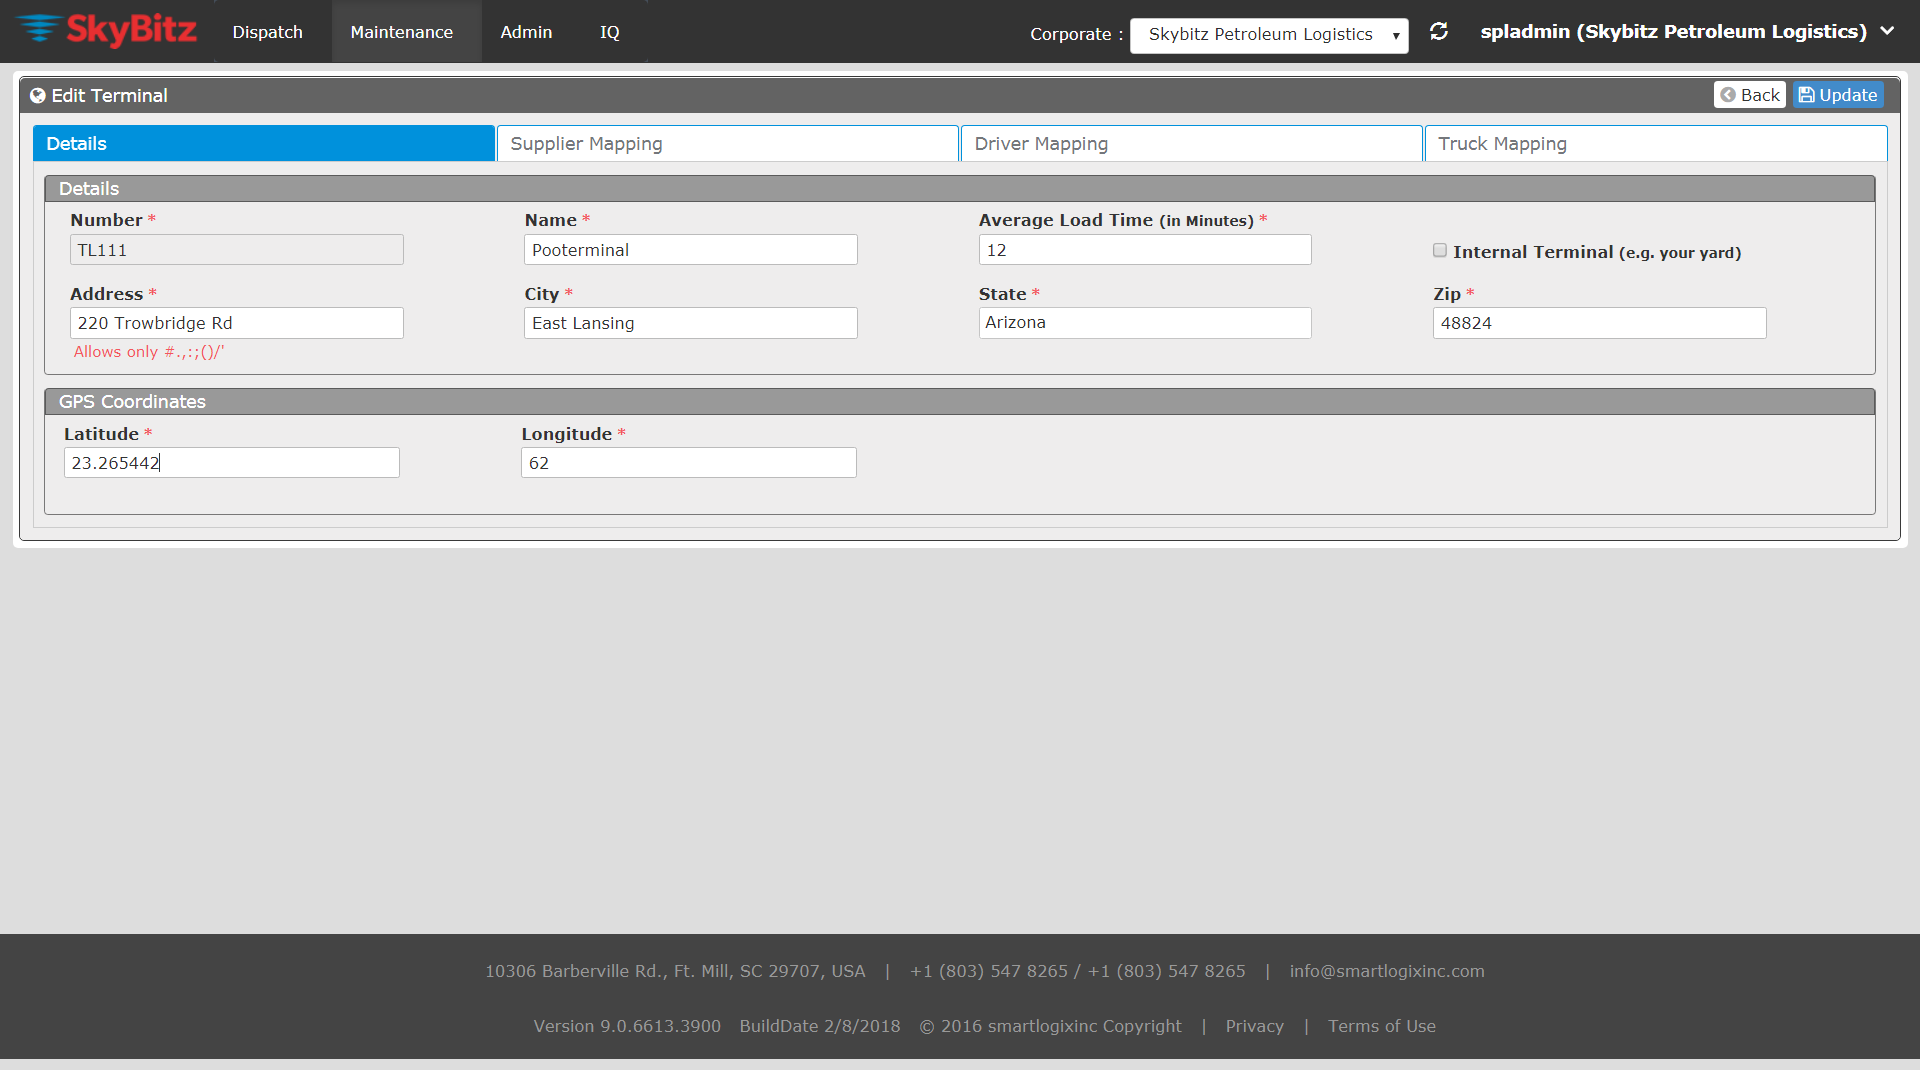 SkyBitz Dispatch Maintenance Admin IQ Corporate : Skybitz Petroleum Logistics spladmin (Skybitz Petroleum Logistics)
Edit Terminal Back Update
Details Supplier Mapping Driver Mapping Truck Mapping
Details
Number * Name * Average Load Time (in Minutes) *
TL111 Pooterminal 12 Internal Terminal (e.g. your yard)
Address * City * State * Zip *
220 Trowbridge Rd East Lansing Arizona 48824
Allows only #.,:;()/'
GPS Coordinates
Latitude * Longitude *
23.265442 62
10306 Barberville Rd., Ft. Mill, SC 29707, USA | +1 (803) 547 8265 / +1 (803) 547 8265 | info@smartlogixinc.com
Version 9.0.6613.3900 BuildDate 2/8/2018 © 2016 smartlogixinc Copyright | Privacy | Terms of Use